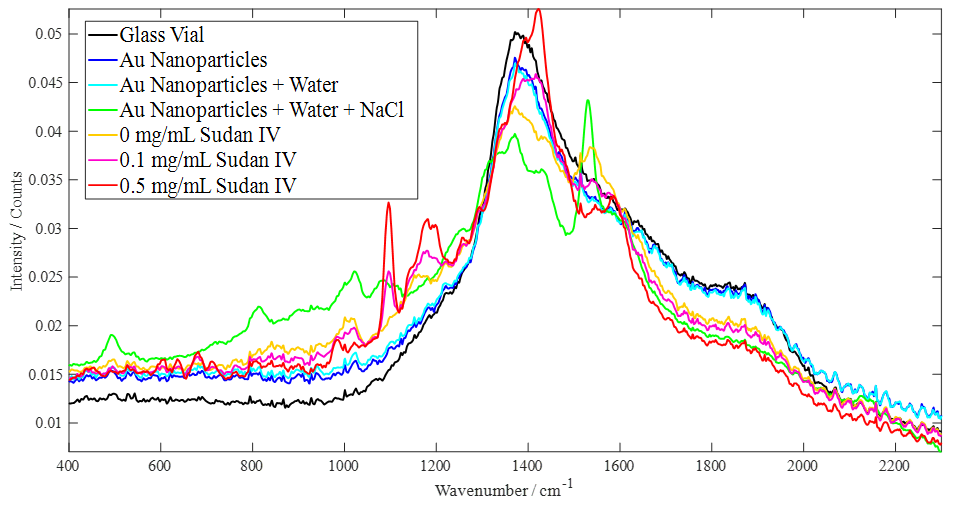 0.05
0.045
0.04
0.035
0.03
0.025
0.02
0.015
0.01
Intensity / Counts
Glass Vial
Au Nanoparticles
Au Nanoparticles + Water
Au Nanoparticles + Water + NaCl
0 mg/mL Sudan IV
0.1 mg/mL Sudan IV
0.5 mg/mL Sudan IV
400 600 800 1000 1200 1400 1600 1800 2000 2200
Wavenumber / cm⁻¹